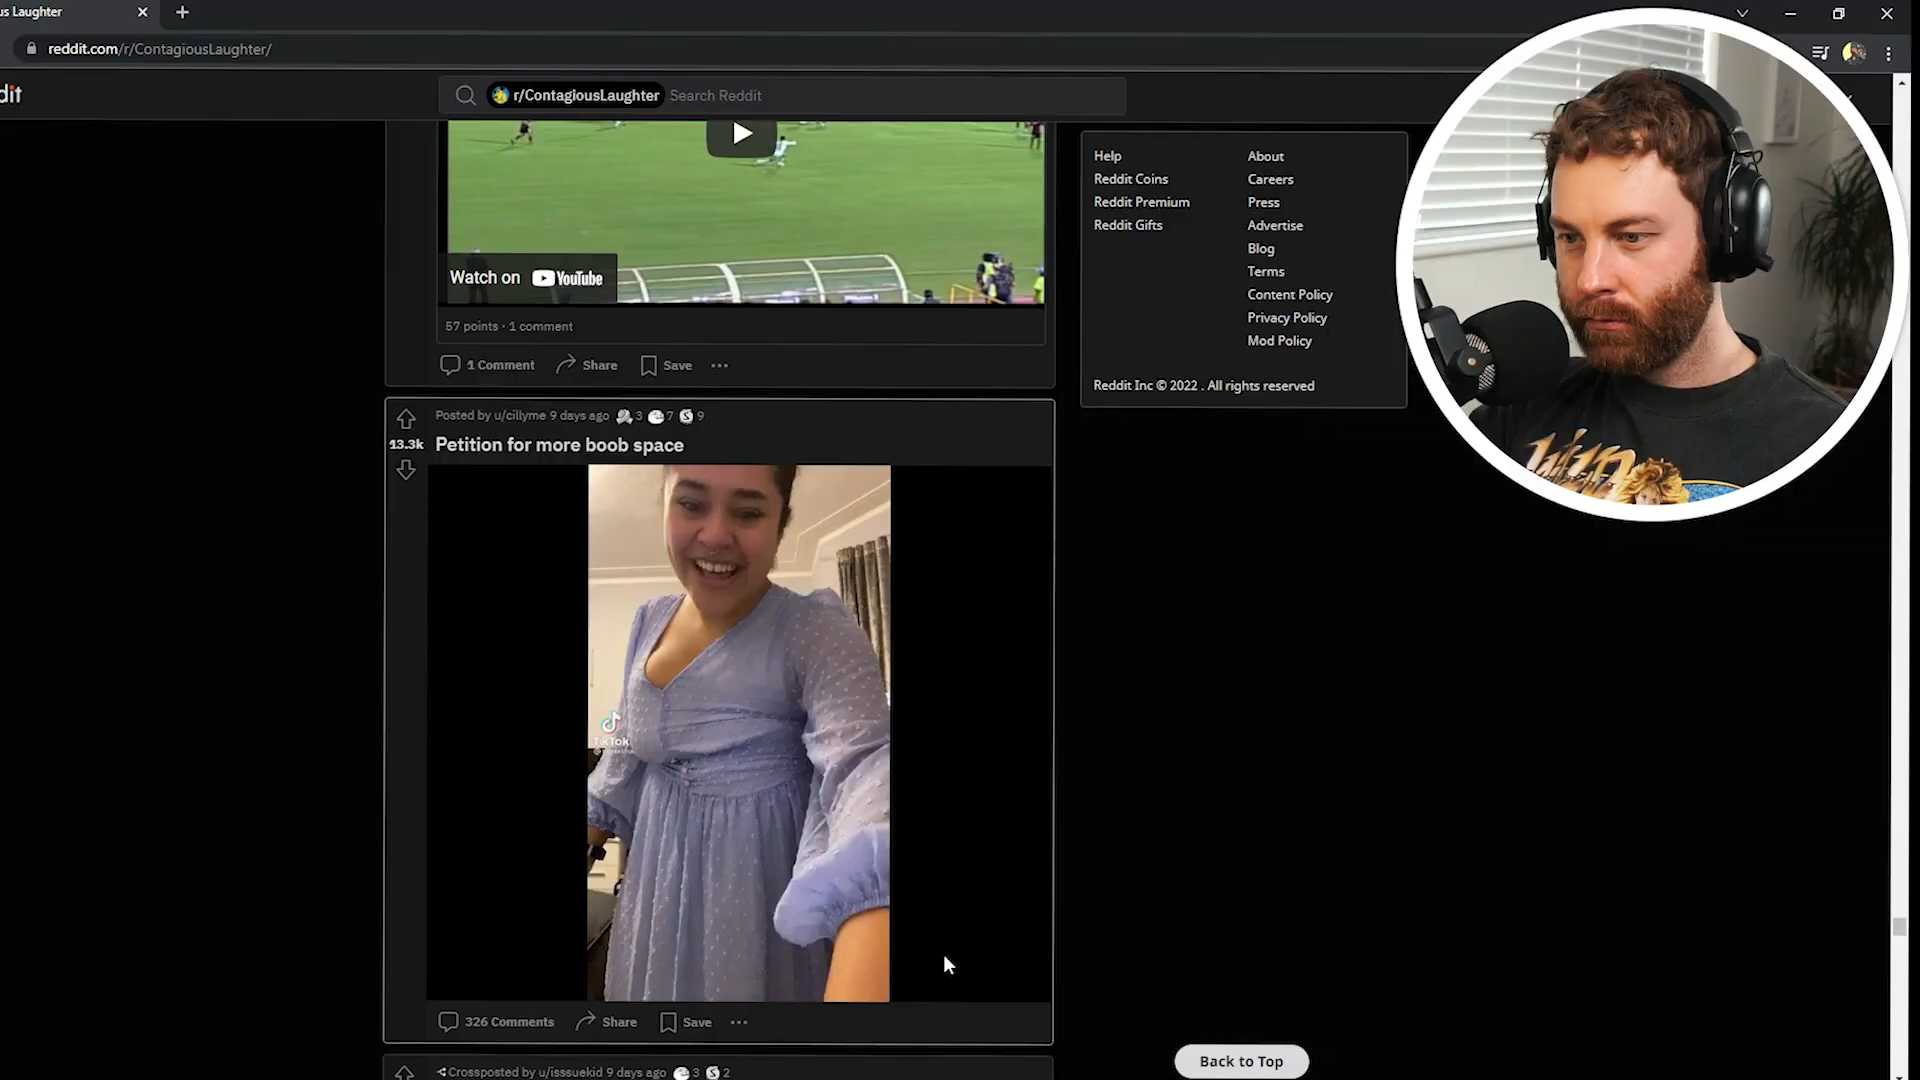 us Laughter
reddit.com/r/ContagiousLaughter/
dit
r/ContagiousLaughter Search Reddit
Watch on YouTube
57 points · 1 comment
1 Comment Share Save
Help
Reddit Coins
Reddit Premium
Reddit Gifts
About
Careers
Press
Advertise
Blog
Terms
Content Policy
Privacy Policy
Mod Policy
Reddit Inc © 2022 . All rights reserved
Posted by u/cillyme 9 days ago 3 7 9
13.3k
Petition for more boob space
TikTok
326 Comments Share Save
Crossposted by u/isssuekid 9 days ago 3 2
Back to Top